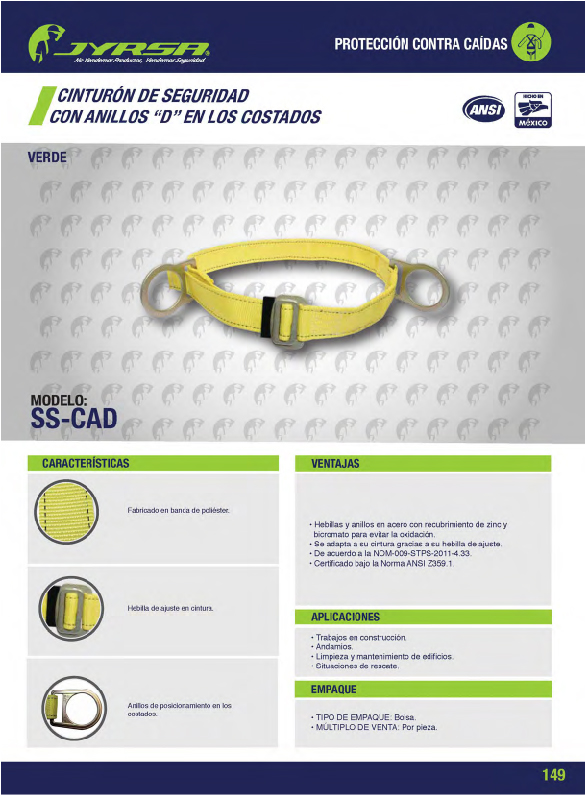 JYRSA®
No Vendemos Productos, Vendemos Seguridad
PROTECCIÓN CONTRA CAÍDAS
CINTURÓN DE SEGURIDAD
CON ANILLOS "D" EN LOS COSTADOS
ANSI
HECHO EN
MÉXICO
VERDE
MODELO:
SS-CAD
CARACTERÍSTICAS
Fabricado en banda de poliéster.
Hebilla de ajuste en cintura.
Anillos de posicionamiento en los
costados.
VENTAJAS
• Hebillas y anillos en acero con recubrimiento de zinc y
bicromato para evitar la oxidación.
• Se adapta a su cintura gracias a su hebilla de ajuste.
• De acuerdo a la NOM-009-STPS-2011-4.33.
• Certificado bajo la Norma ANSI Z359.1
APLICACIONES
• Trabajos en construcción.
• Andamios.
• Limpieza y mantenimiento de edificios.
• Situaciones de rescate.
EMPAQUE
• TIPO DE EMPAQUE: Bolsa.
• MÚLTIPLO DE VENTA: Por pieza.
149